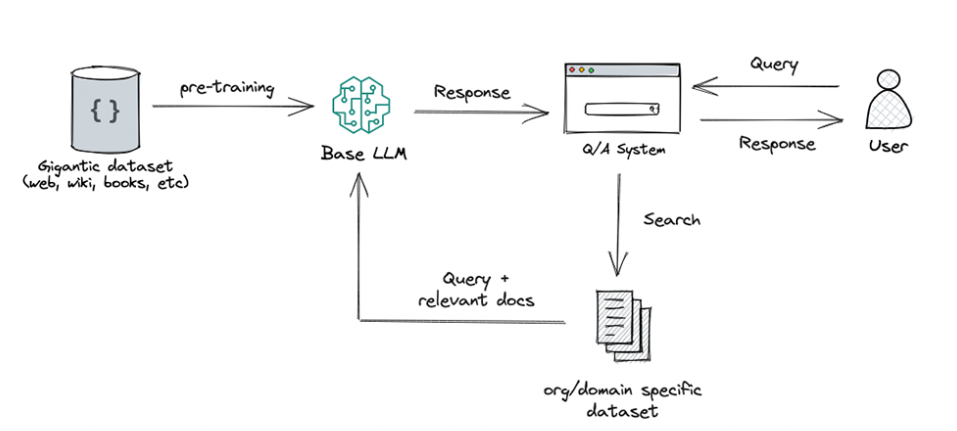 Query
pre-training
Response
{ }
Base LLM
Q/A System
Response
User
Gigantic dataset
(web, wiki, books, etc)
Search
Query +
relevant docs
org/domain specific
dataset